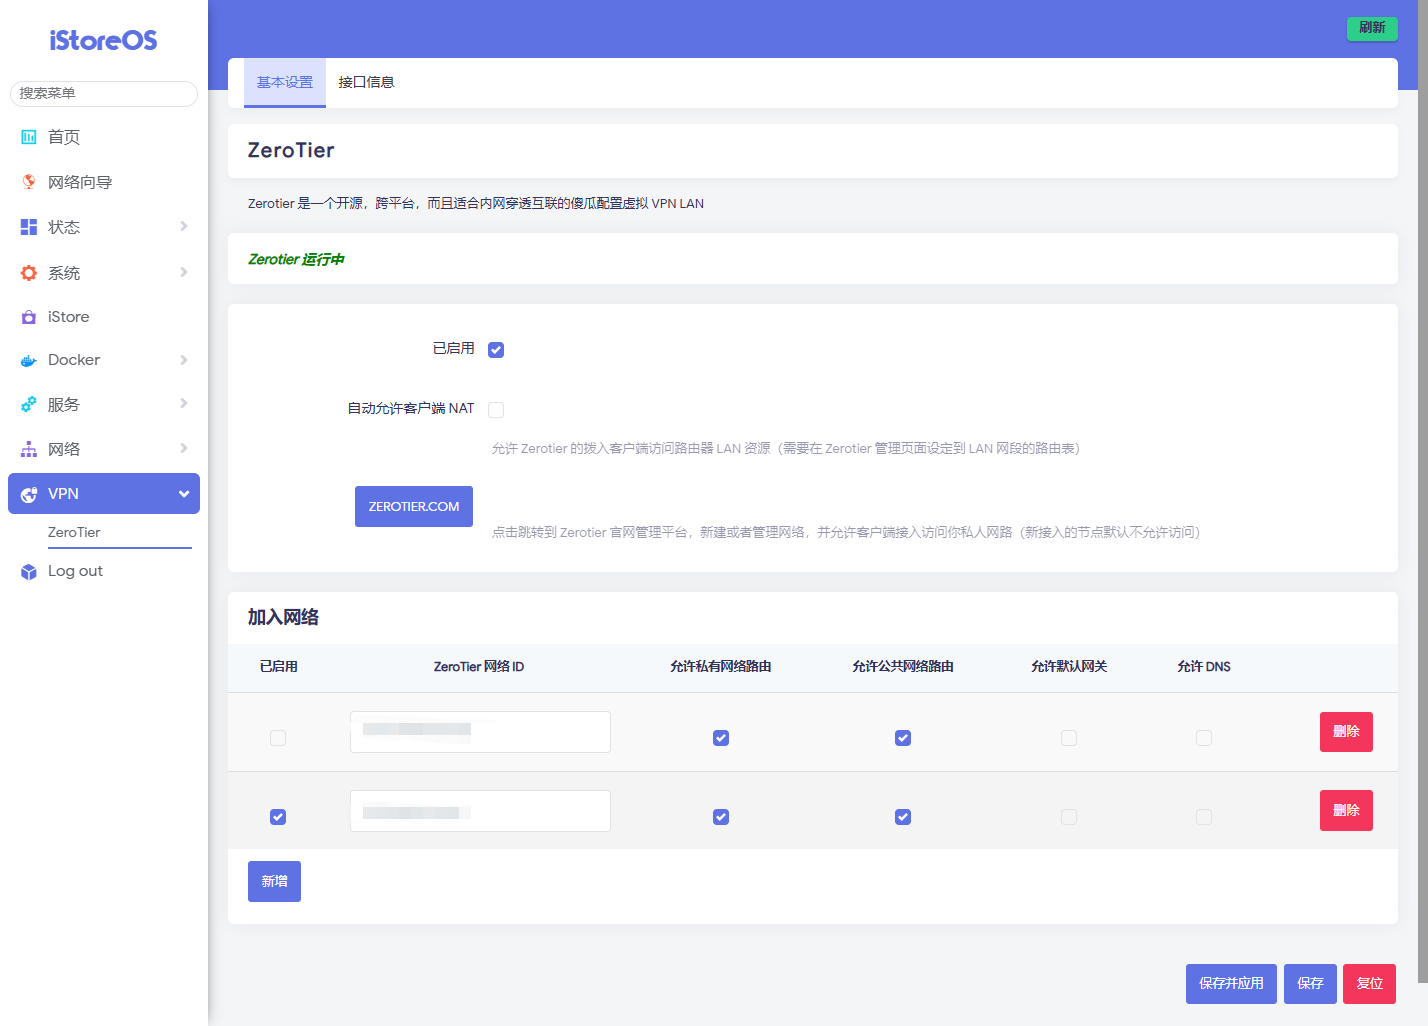 iStoreOS
搜索菜单
首页
网络向导
状态
系统
iStore
Docker
服务
网络
VPN
ZeroTier
Log out
刷新
基本设置 接口信息
ZeroTier
Zerotier 是一个开源，跨平台，而且适合内网穿透互联的傻瓜配置虚拟 VPN LAN
Zerotier 运行中
已启用
自动允许客户端 NAT
允许 Zerotier 的拨入客户端访问路由器 LAN 资源（需要在 Zerotier 管理页面设定到 LAN 网段的路由表）
ZEROTIER.COM
点击跳转到 Zerotier 官网管理平台，新建或者管理网络，并允许客户端接入访问你私人网路（新接入的节点默认不允许访问）
加入网络
已启用 ZeroTier 网络 ID 允许私有网络路由 允许公共网络路由 允许默认网关 允许 DNS
删除
删除
新增
保存并应用 保存 复位